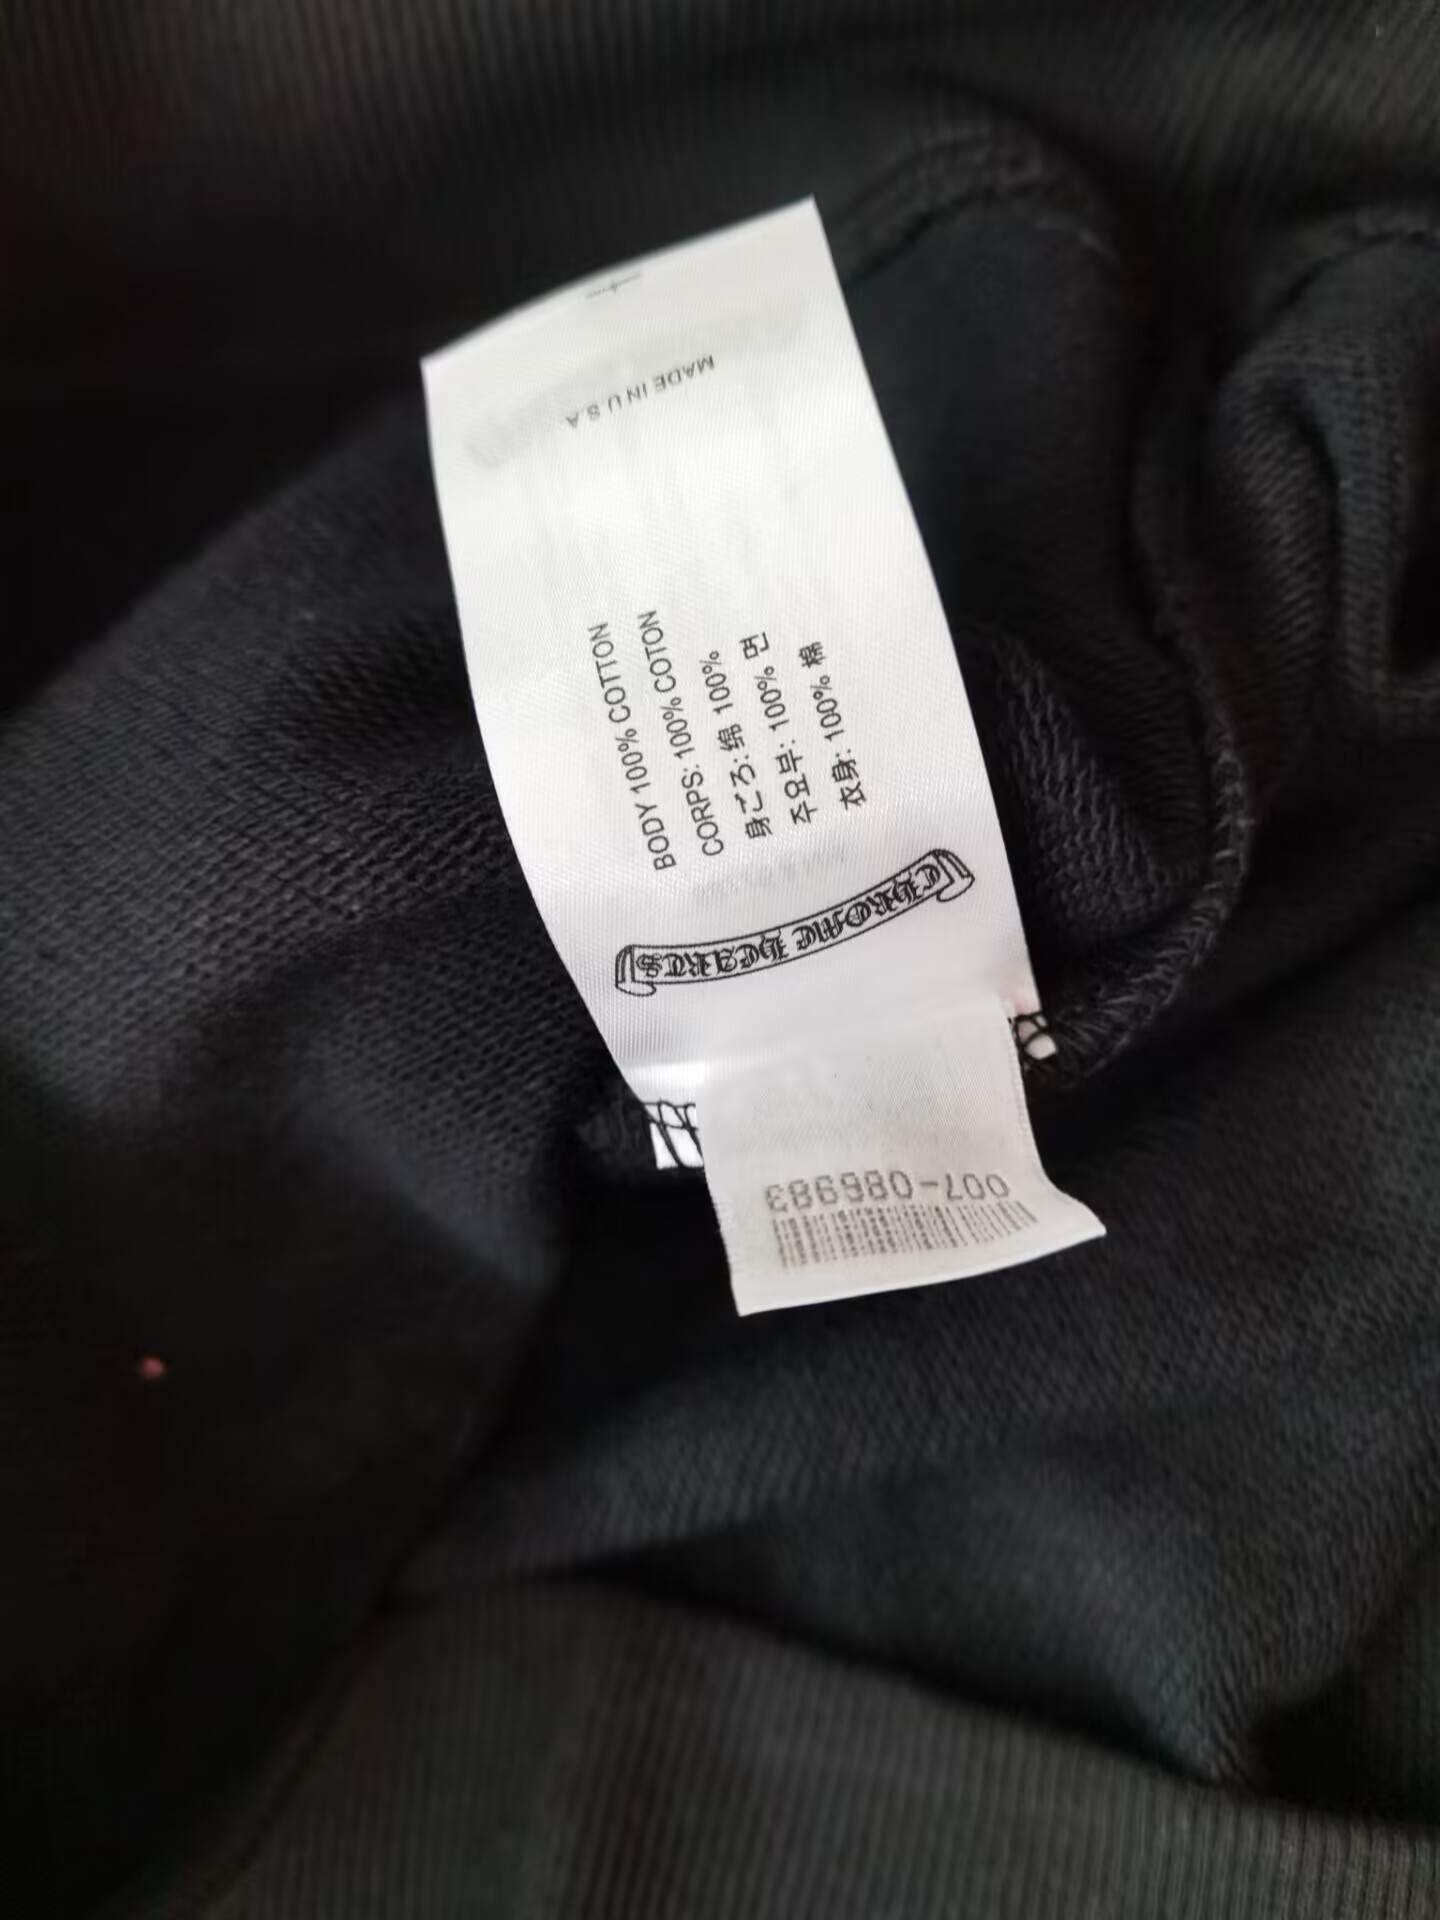 MADE IN U.S.A
BODY 100% COTTON
CORPS: 100% COTON
身ごろ: 綿 100%
주요부: 100% 면
衣身: 100% 棉
CHROME HEARTS
007-086983